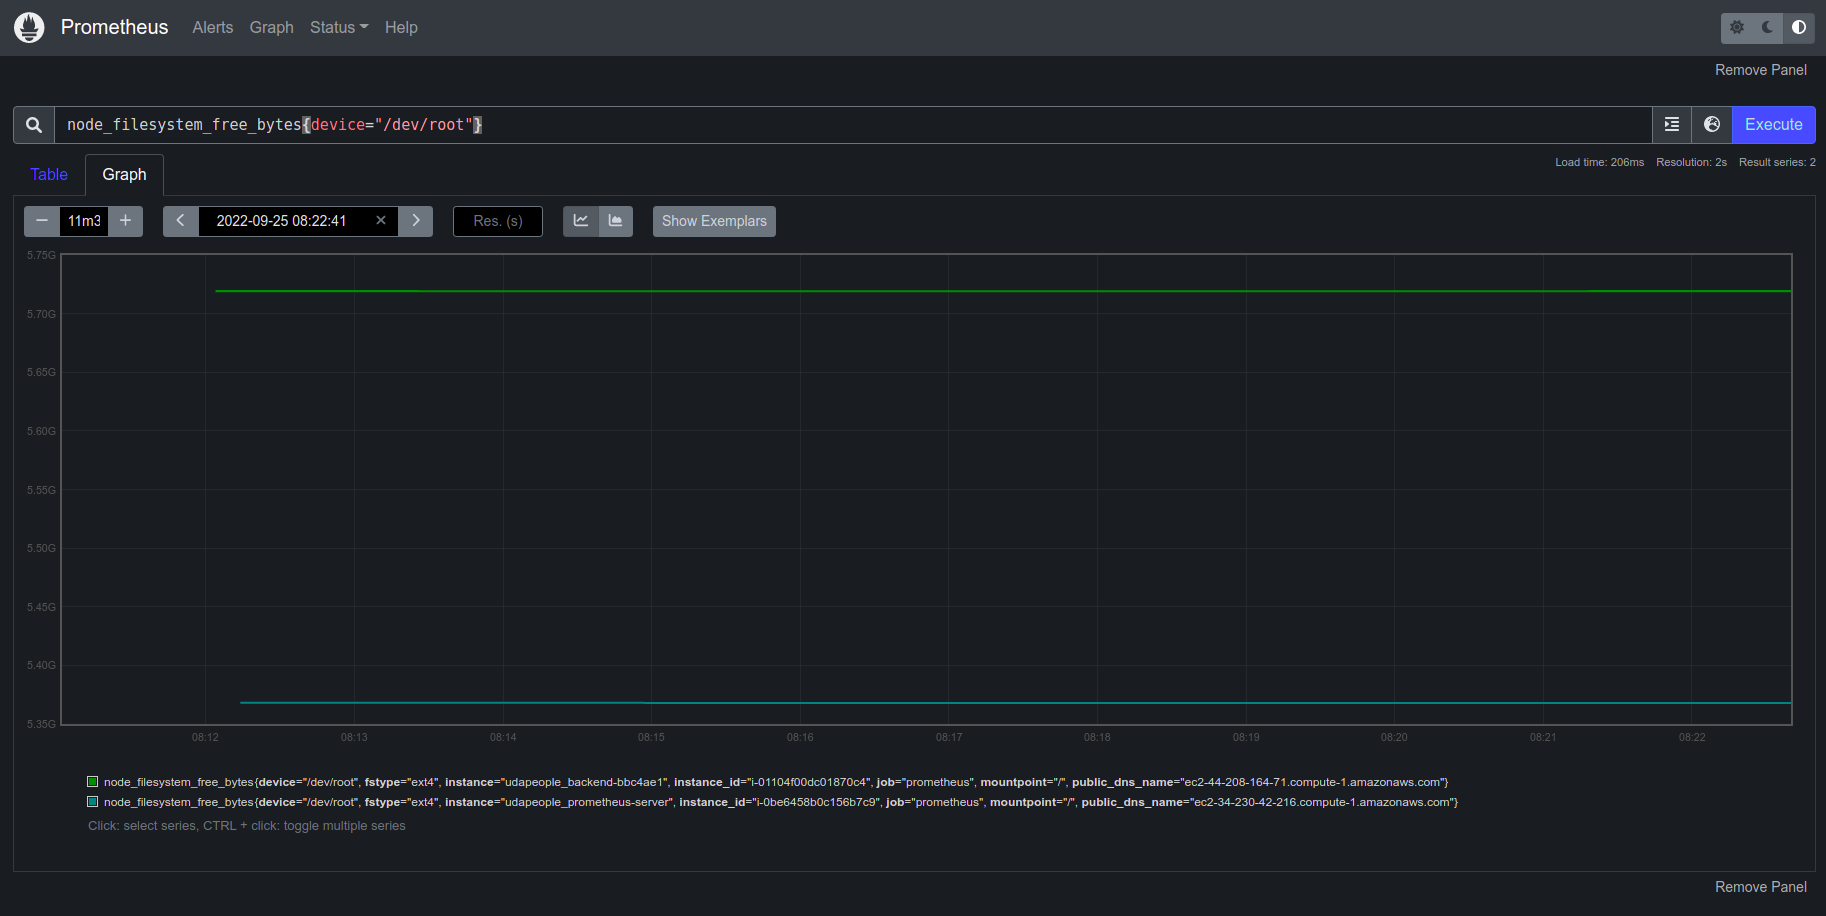 Prometheus Alerts Graph Status Help
Remove Panel
node_filesystem_free_bytes{device="/dev/root"} Execute
Load time: 206ms Resolution: 2s Result series: 2
Table Graph
11m3 2022-09-25 08:22:41 Res. (s) Show Exemplars
5.75G
5.70G
5.65G
5.60G
5.55G
5.50G
5.45G
5.40G
5.35G
08:12 08:13 08:14 08:15 08:16 08:17 08:18 08:19 08:20 08:21 08:22
node_filesystem_free_bytes{device="/dev/root", fstype="ext4", instance="udapeople_backend-bbc4ae1", instance_id="i-01104f00dc01870c4", job="prometheus", mountpoint="/", public_dns_name="ec2-44-208-164-71.compute-1.amazonaws.com"}
node_filesystem_free_bytes{device="/dev/root", fstype="ext4", instance="udapeople_prometheus-server", instance_id="i-0be6458b0c156b7c9", job="prometheus", mountpoint="/", public_dns_name="ec2-34-230-42-216.compute-1.amazonaws.com"}
Click: select series, CTRL + click: toggle multiple series
Remove Panel